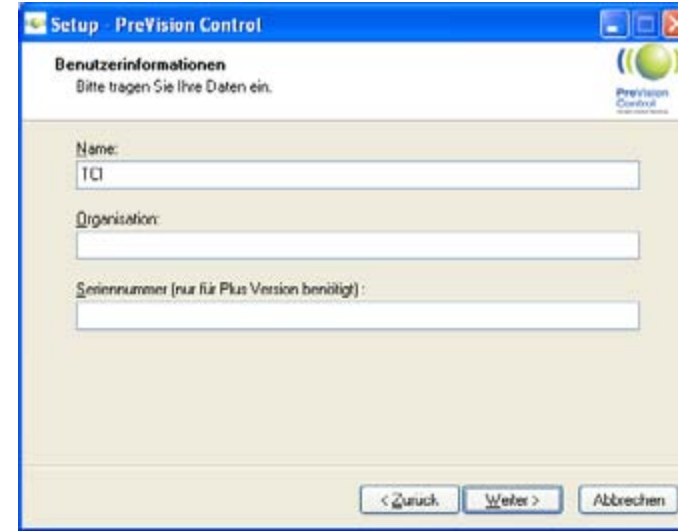 Setup - PreVision Control
Benutzerinformationen
Bitte tragen Sie Ihre Daten ein.
PreVision
Control
Name:
TCI
Organisation:
Seriennummer (nur für Plus Version benötigt) :
< Zurück
Weiter >
Abbrechen